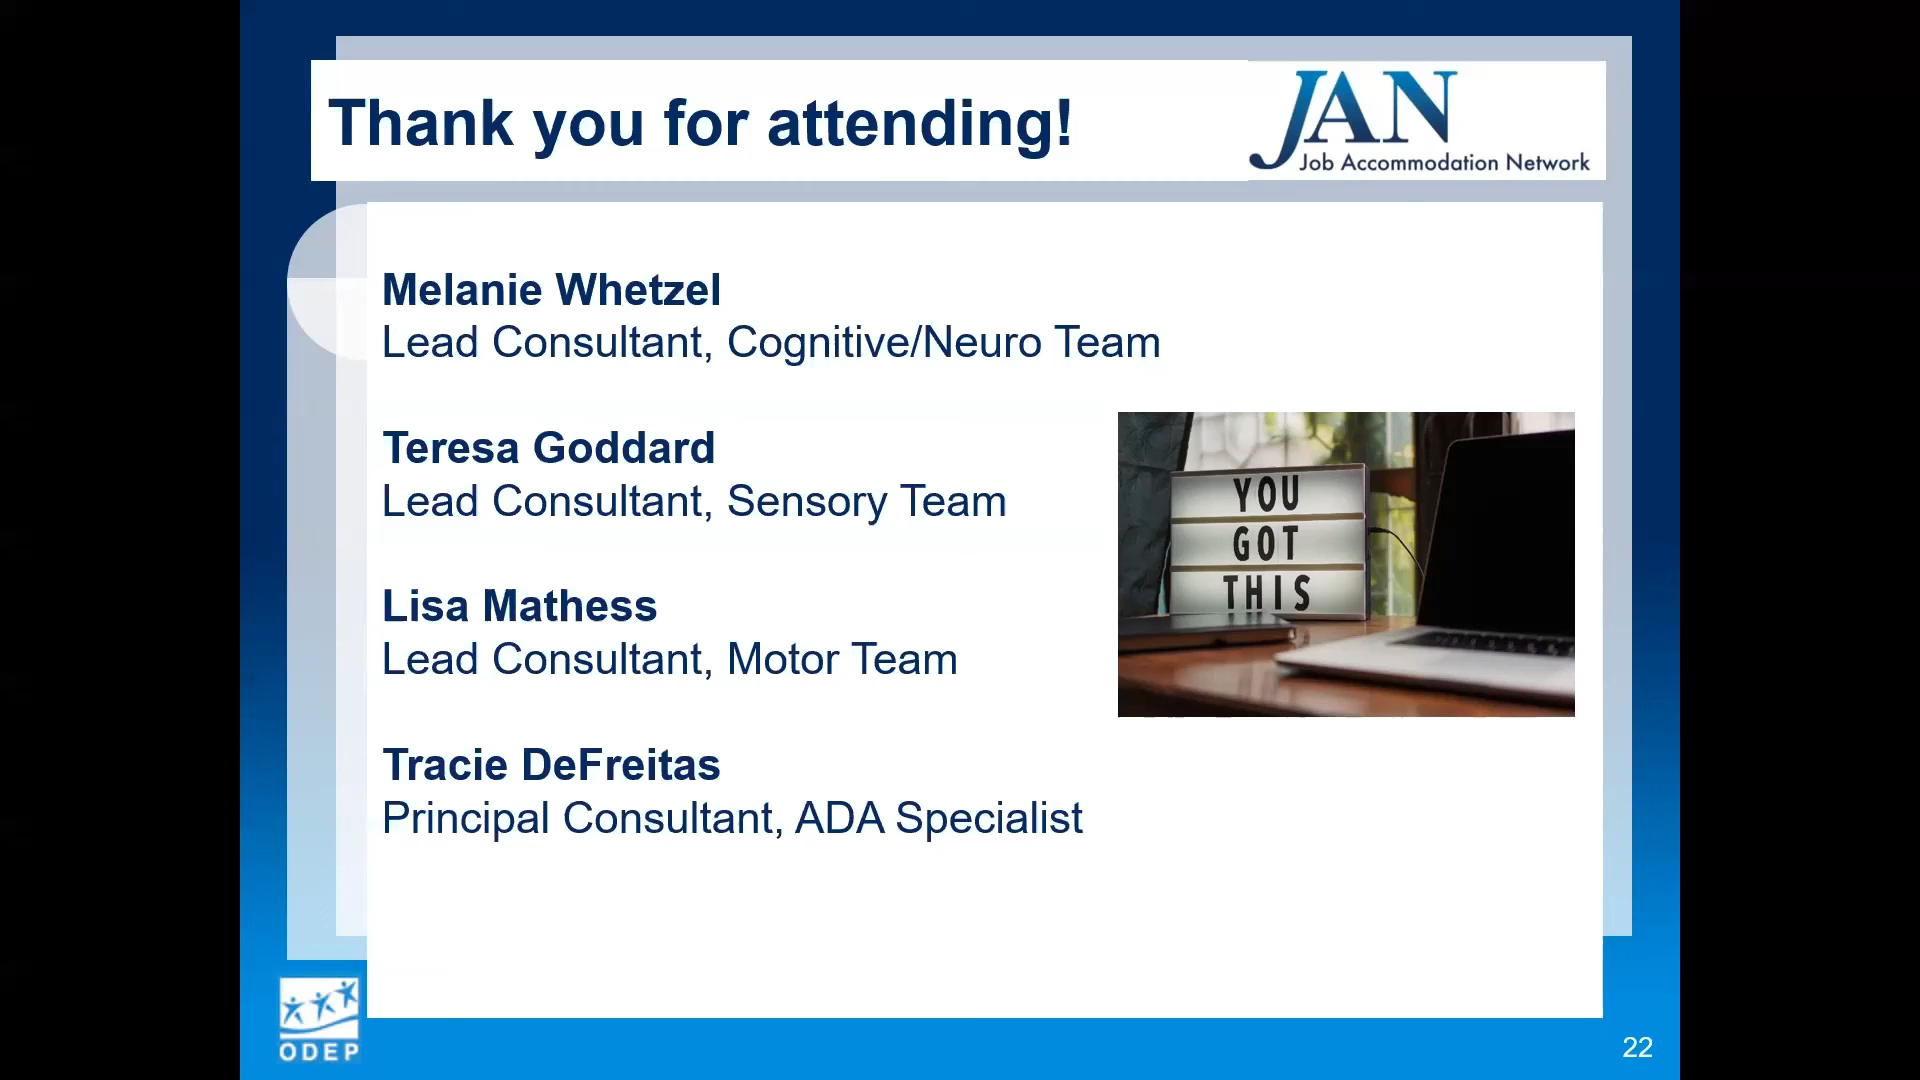 Thank you for attending!
JAN
Job Accommodation Network
Melanie Whetzel
Lead Consultant, Cognitive/Neuro Team
Teresa Goddard
Lead Consultant, Sensory Team
Lisa Mathess
Lead Consultant, Motor Team
Tracie DeFreitas
Principal Consultant, ADA Specialist
YOU
GOT
THIS
ODEP
22